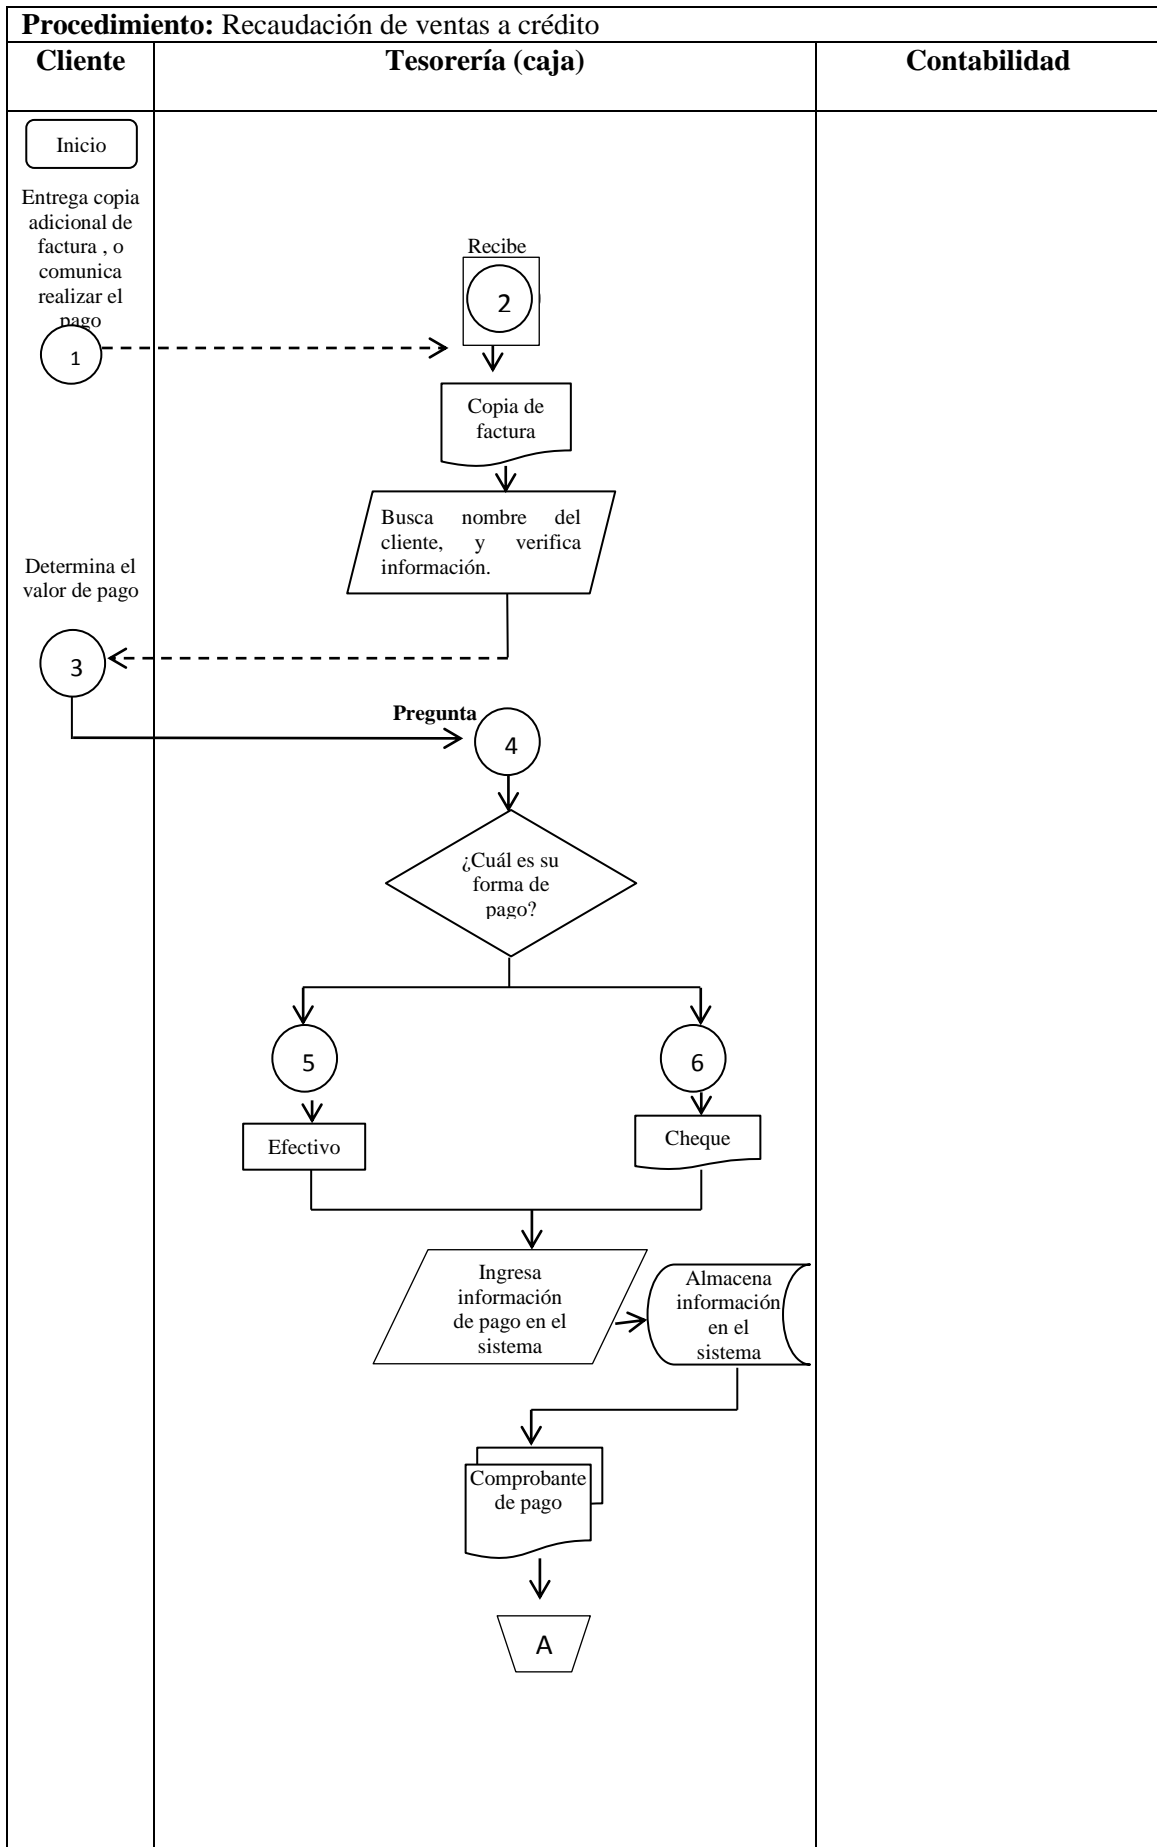 Procedimiento: Recaudación de ventas a crédito
Cliente
Tesorería (caja)
Contabilidad
Inicio
Entrega copia
adicional de
factura , o
comunica
realizar el
pago
1
Recibe
2
Copia de
factura
Busca nombre del
cliente, y verifica
información.
Determina el
valor de pago
3
Pregunta
4
¿Cuál es su
forma de
pago?
5
6
Efectivo
Cheque
Ingresa
información
de pago en el
sistema
Almacena
información
en el
sistema
Comprobante
de pago
A